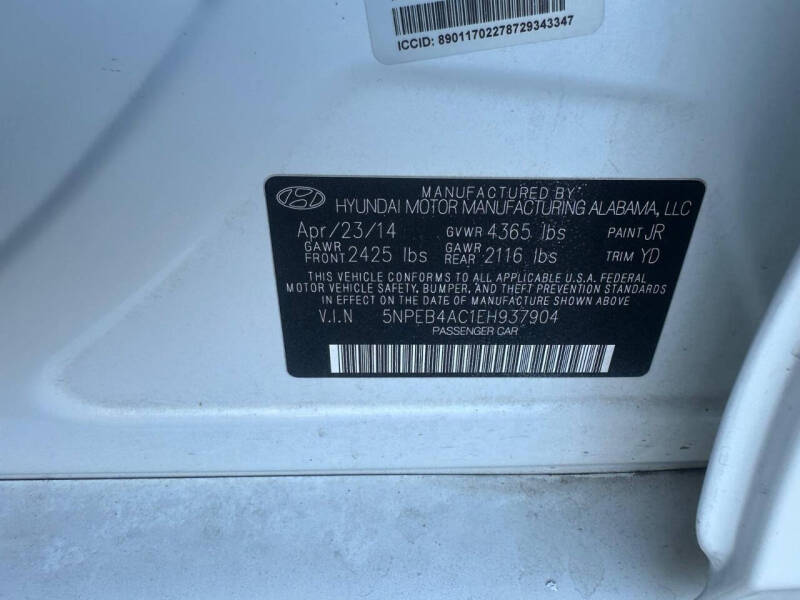 ICCID: 89011702278729343347
MANUFACTURED BY
HYUNDAI MOTOR MANUFACTURING ALABAMA, LLC
Apr/23/14 GVWR 4365 lbs PAINT JR
GAWR FRONT 2425 lbs GAWR REAR 2116 lbs TRIM YD
THIS VEHICLE CONFORMS TO ALL APPLICABLE U.S.A. FEDERAL
MOTOR VEHICLE SAFETY, BUMPER, AND THEFT PREVENTION STANDARDS
IN EFFECT ON THE DATE OF MANUFACTURE SHOWN ABOVE
V.I.N 5NPEB4AC1EH937904
PASSENGER CAR